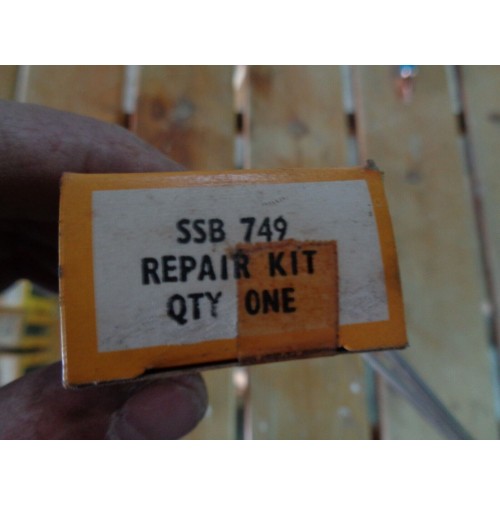 SSB 749
REPAIR KIT
QTY ONE